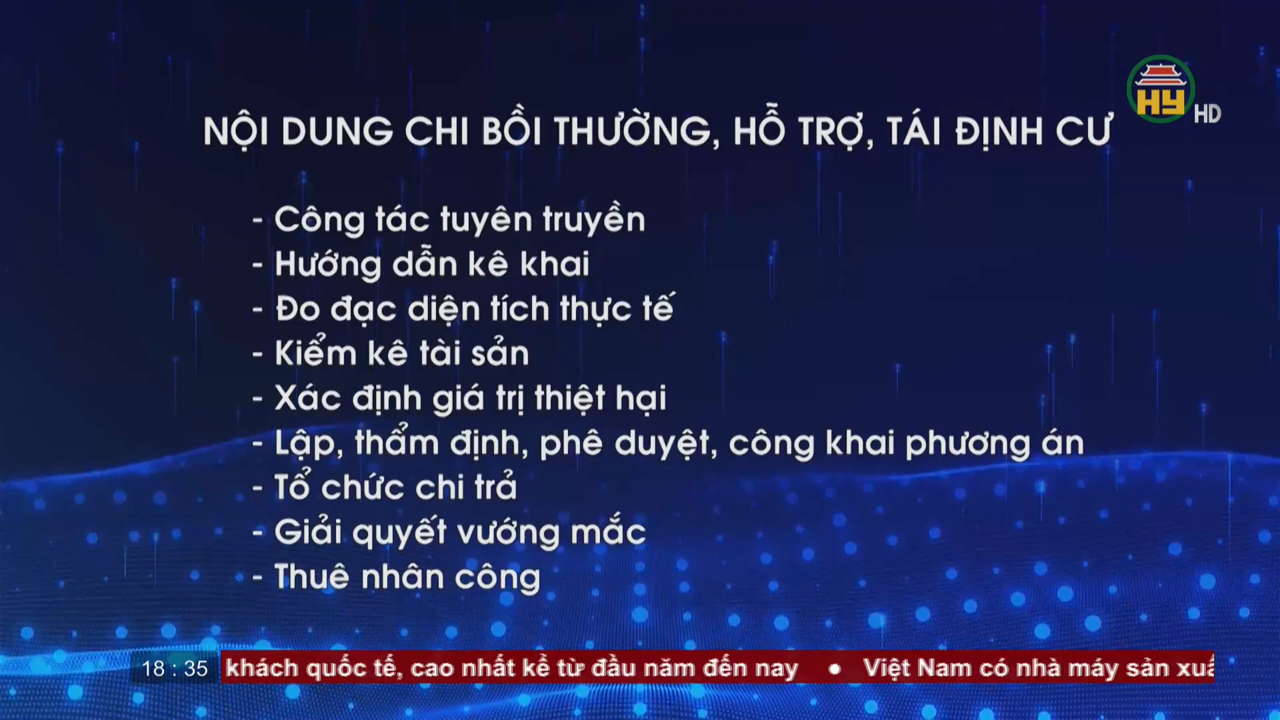 HY HD
NỘI DUNG CHI BỒI THƯỜNG, HỖ TRỢ, TÁI ĐỊNH CƯ
- Công tác tuyên truyền
- Hướng dẫn kê khai
- Đo đạc diện tích thực tế
- Kiểm kê tài sản
- Xác định giá trị thiệt hại
- Lập, thẩm định, phê duyệt, công khai phương án
- Tổ chức chi trả
- Giải quyết vướng mắc
- Thuê nhân công
18 : 35 khách quốc tế, cao nhất kể từ đầu năm đến nay ● Việt Nam có nhà máy sản xuấ